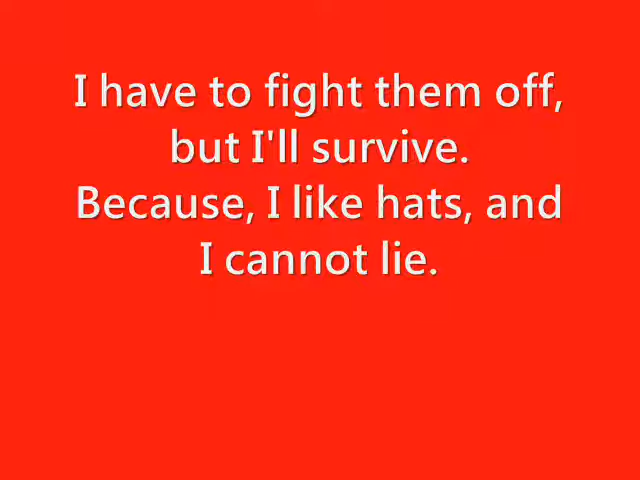 I have to fight them off,
but I'll survive.
Because, I like hats, and
I cannot lie.